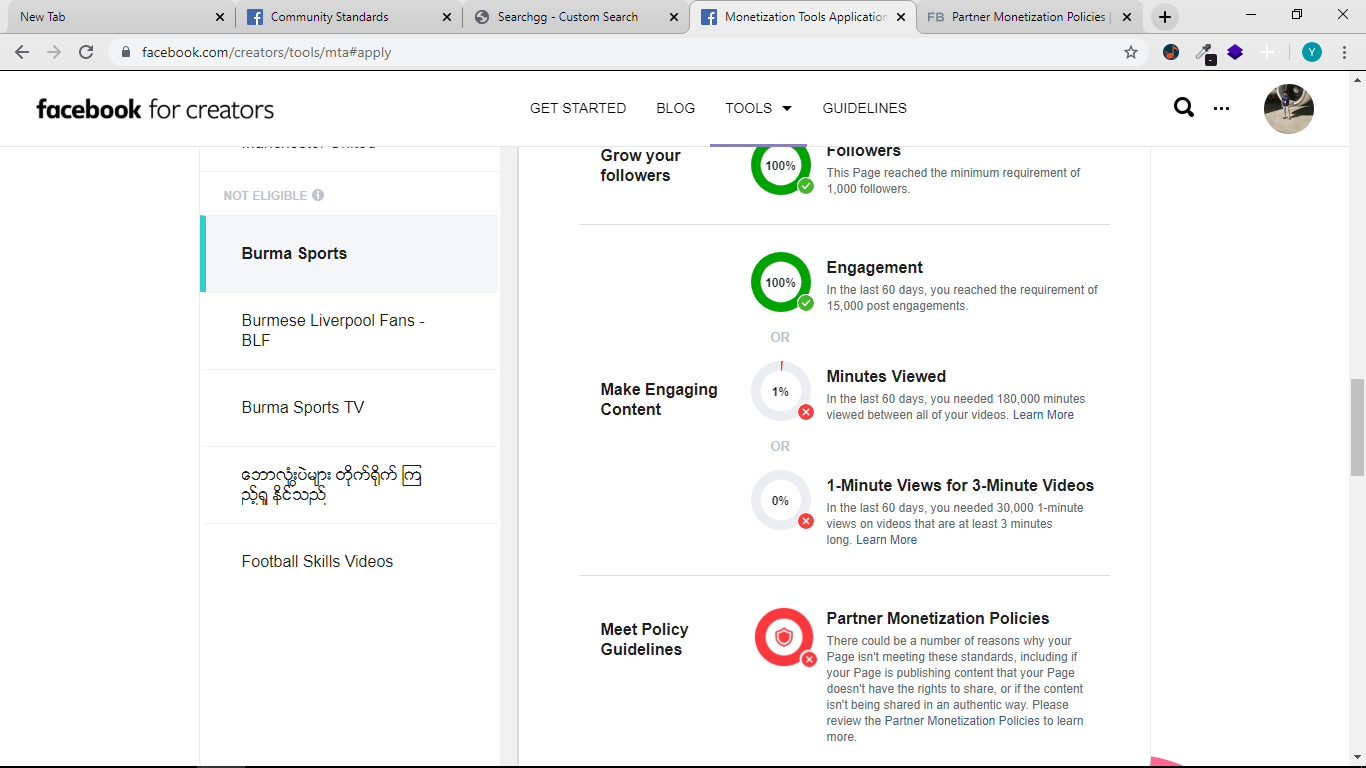 New Tab
Community Standards
Searchgg - Custom Search
Monetization Tools Application
FB Partner Monetization Policies |
facebook.com/creators/tools/mta#apply
Y
facebook for creators
GET STARTED
BLOG
TOOLS
GUIDELINES
Manchester United
NOT ELIGIBLE
Burma Sports
Burmese Liverpool Fans -
BLF
Burma Sports TV
ဘောလုံးပွဲများ တိုက်ရိုက် ကြ
ည့်ရှု နိုင်သည်
Football Skills Videos
Grow your
followers
100%
Followers
This Page reached the minimum requirement of
1,000 followers.
Make Engaging
Content
100%
Engagement
In the last 60 days, you reached the requirement of
15,000 post engagements.
OR
1%
Minutes Viewed
In the last 60 days, you needed 180,000 minutes
viewed between all of your videos. Learn More
OR
0%
1-Minute Views for 3-Minute Videos
In the last 60 days, you needed 30,000 1-minute
views on videos that are at least 3 minutes
long. Learn More
Meet Policy
Guidelines
Partner Monetization Policies
There could be a number of reasons why your
Page isn't meeting these standards, including if
your Page is publishing content that your Page
doesn't have the rights to share, or if the content
isn't being shared in an authentic way. Please
review the Partner Monetization Policies to learn
more.